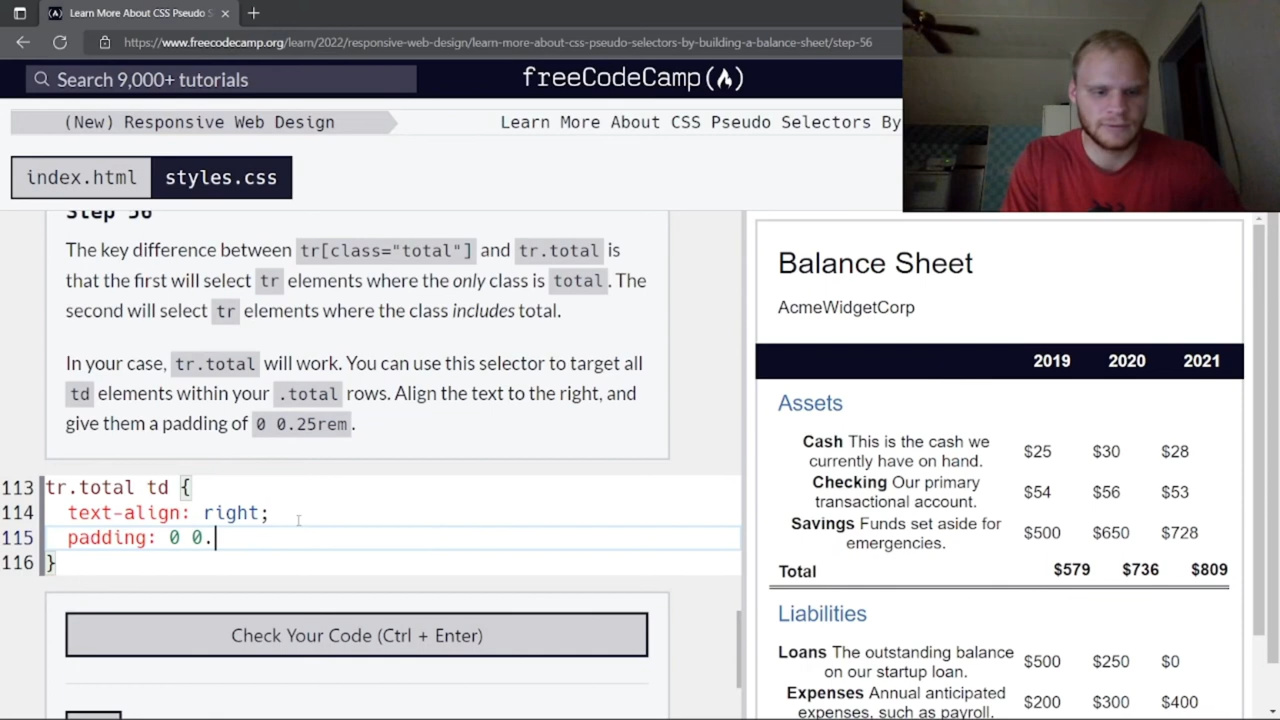 Learn More About CSS Pseudo S
https://www.freecodecamp.org/learn/2022/responsive-web-design/learn-more-about-css-pseudo-selectors-by-building-a-balance-sheet/step-56
Search 9,000+ tutorials
freeCodeCamp
(New) Responsive Web Design
Learn More About CSS Pseudo Selectors By
index.html
styles.css
Step 56
The key difference between tr[class="total"] and tr.total is
that the first will select tr elements where the only class is total. The
second will select tr elements where the class includes total.
In your case, tr.total will work. You can use this selector to target all
td elements within your .total rows. Align the text to the right, and
give them a padding of 0 0.25rem.
113 tr.total td {
114 text-align: right;
115 padding: 0 0.
116 }
Check Your Code (Ctrl + Enter)
Balance Sheet
AcmeWidgetCorp
2019 2020 2021
Assets
Cash This is the cash we
currently have on hand. $25 $30 $28
Checking Our primary
transactional account. $54 $56 $53
Savings Funds set aside for
emergencies. $500 $650 $728
Total $579 $736 $809
Liabilities
Loans The outstanding balance
on our startup loan. $500 $250 $0
Expenses Annual anticipated
expenses, such as payroll. $200 $300 $400